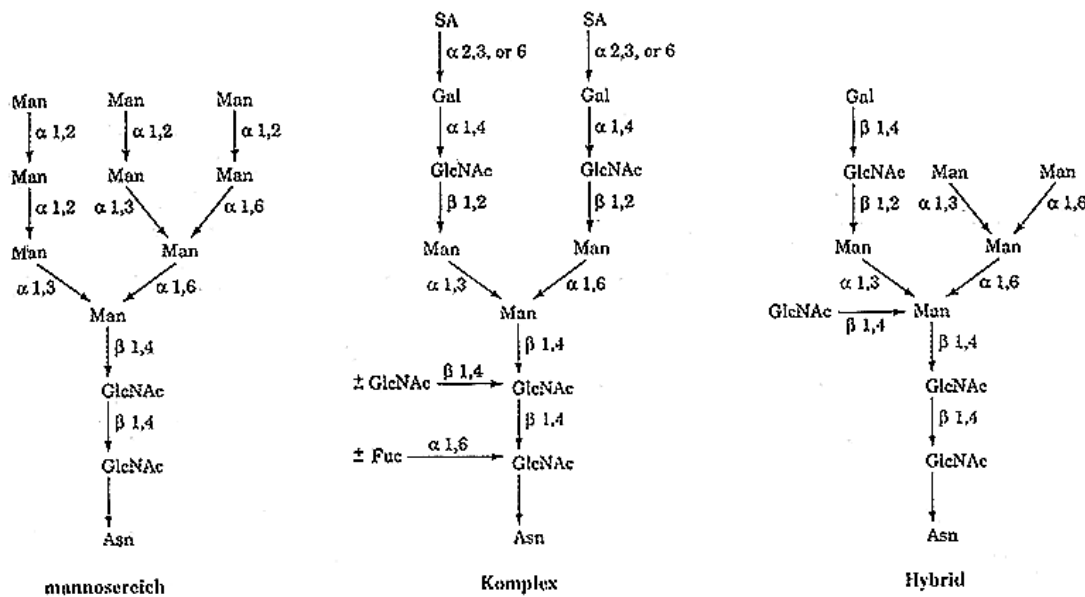 SA SA
α 2,3, or 6 α 2,3, or 6
Man Man Man Gal Gal Gal
α 1,2 α 1,2 α 1,2 α 1,4 α 1,4 β 1,4
Man Man Man GlcNAc GlcNAc GlcNAc Man Man
α 1,2 α 1,3 α 1,6 β 1,2 β 1,2 β 1,2 α 1,3 α 1,6
Man Man Man Man Man Man
α 1,3 α 1,6 α 1,3 α 1,6 α 1,3 α 1,6
Man Man GlcNAc β 1,4 Man
β 1,4 β 1,4 β 1,4
GlcNAc ± GlcNAc β 1,4 GlcNAc GlcNAc
β 1,4 β 1,4 β 1,4
GlcNAc ± Fuc α 1,6 GlcNAc GlcNAc
Asn Asn Asn
mannosereich Komplex Hybrid